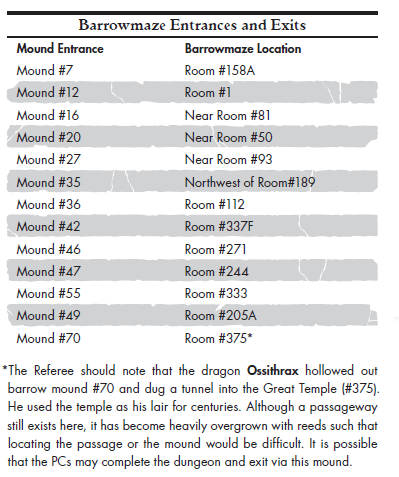 Barrowmaze Entrances and Exits
Mound Entrance Barrowmaze Location
Mound #7 Room #158A
Mound #12 Room #1
Mound #16 Near Room #81
Mound #20 Near Room #50
Mound #27 Near Room #93
Mound #35 Northwest of Room#189
Mound #36 Room #112
Mound #42 Room #337F
Mound #46 Room #271
Mound #47 Room #244
Mound #55 Room #333
Mound #49 Room #205A
Mound #70 Room #375*
*The Referee should note that the dragon Ossithrax hollowed out
barrow mound #70 and dug a tunnel into the Great Temple (#375).
He used the temple as his lair for centuries. Although a passageway
still exists here, it has become heavily overgrown with reeds such that
locating the passage or the mound would be difficult. It is possible
that the PCs may complete the dungeon and exit via this mound.